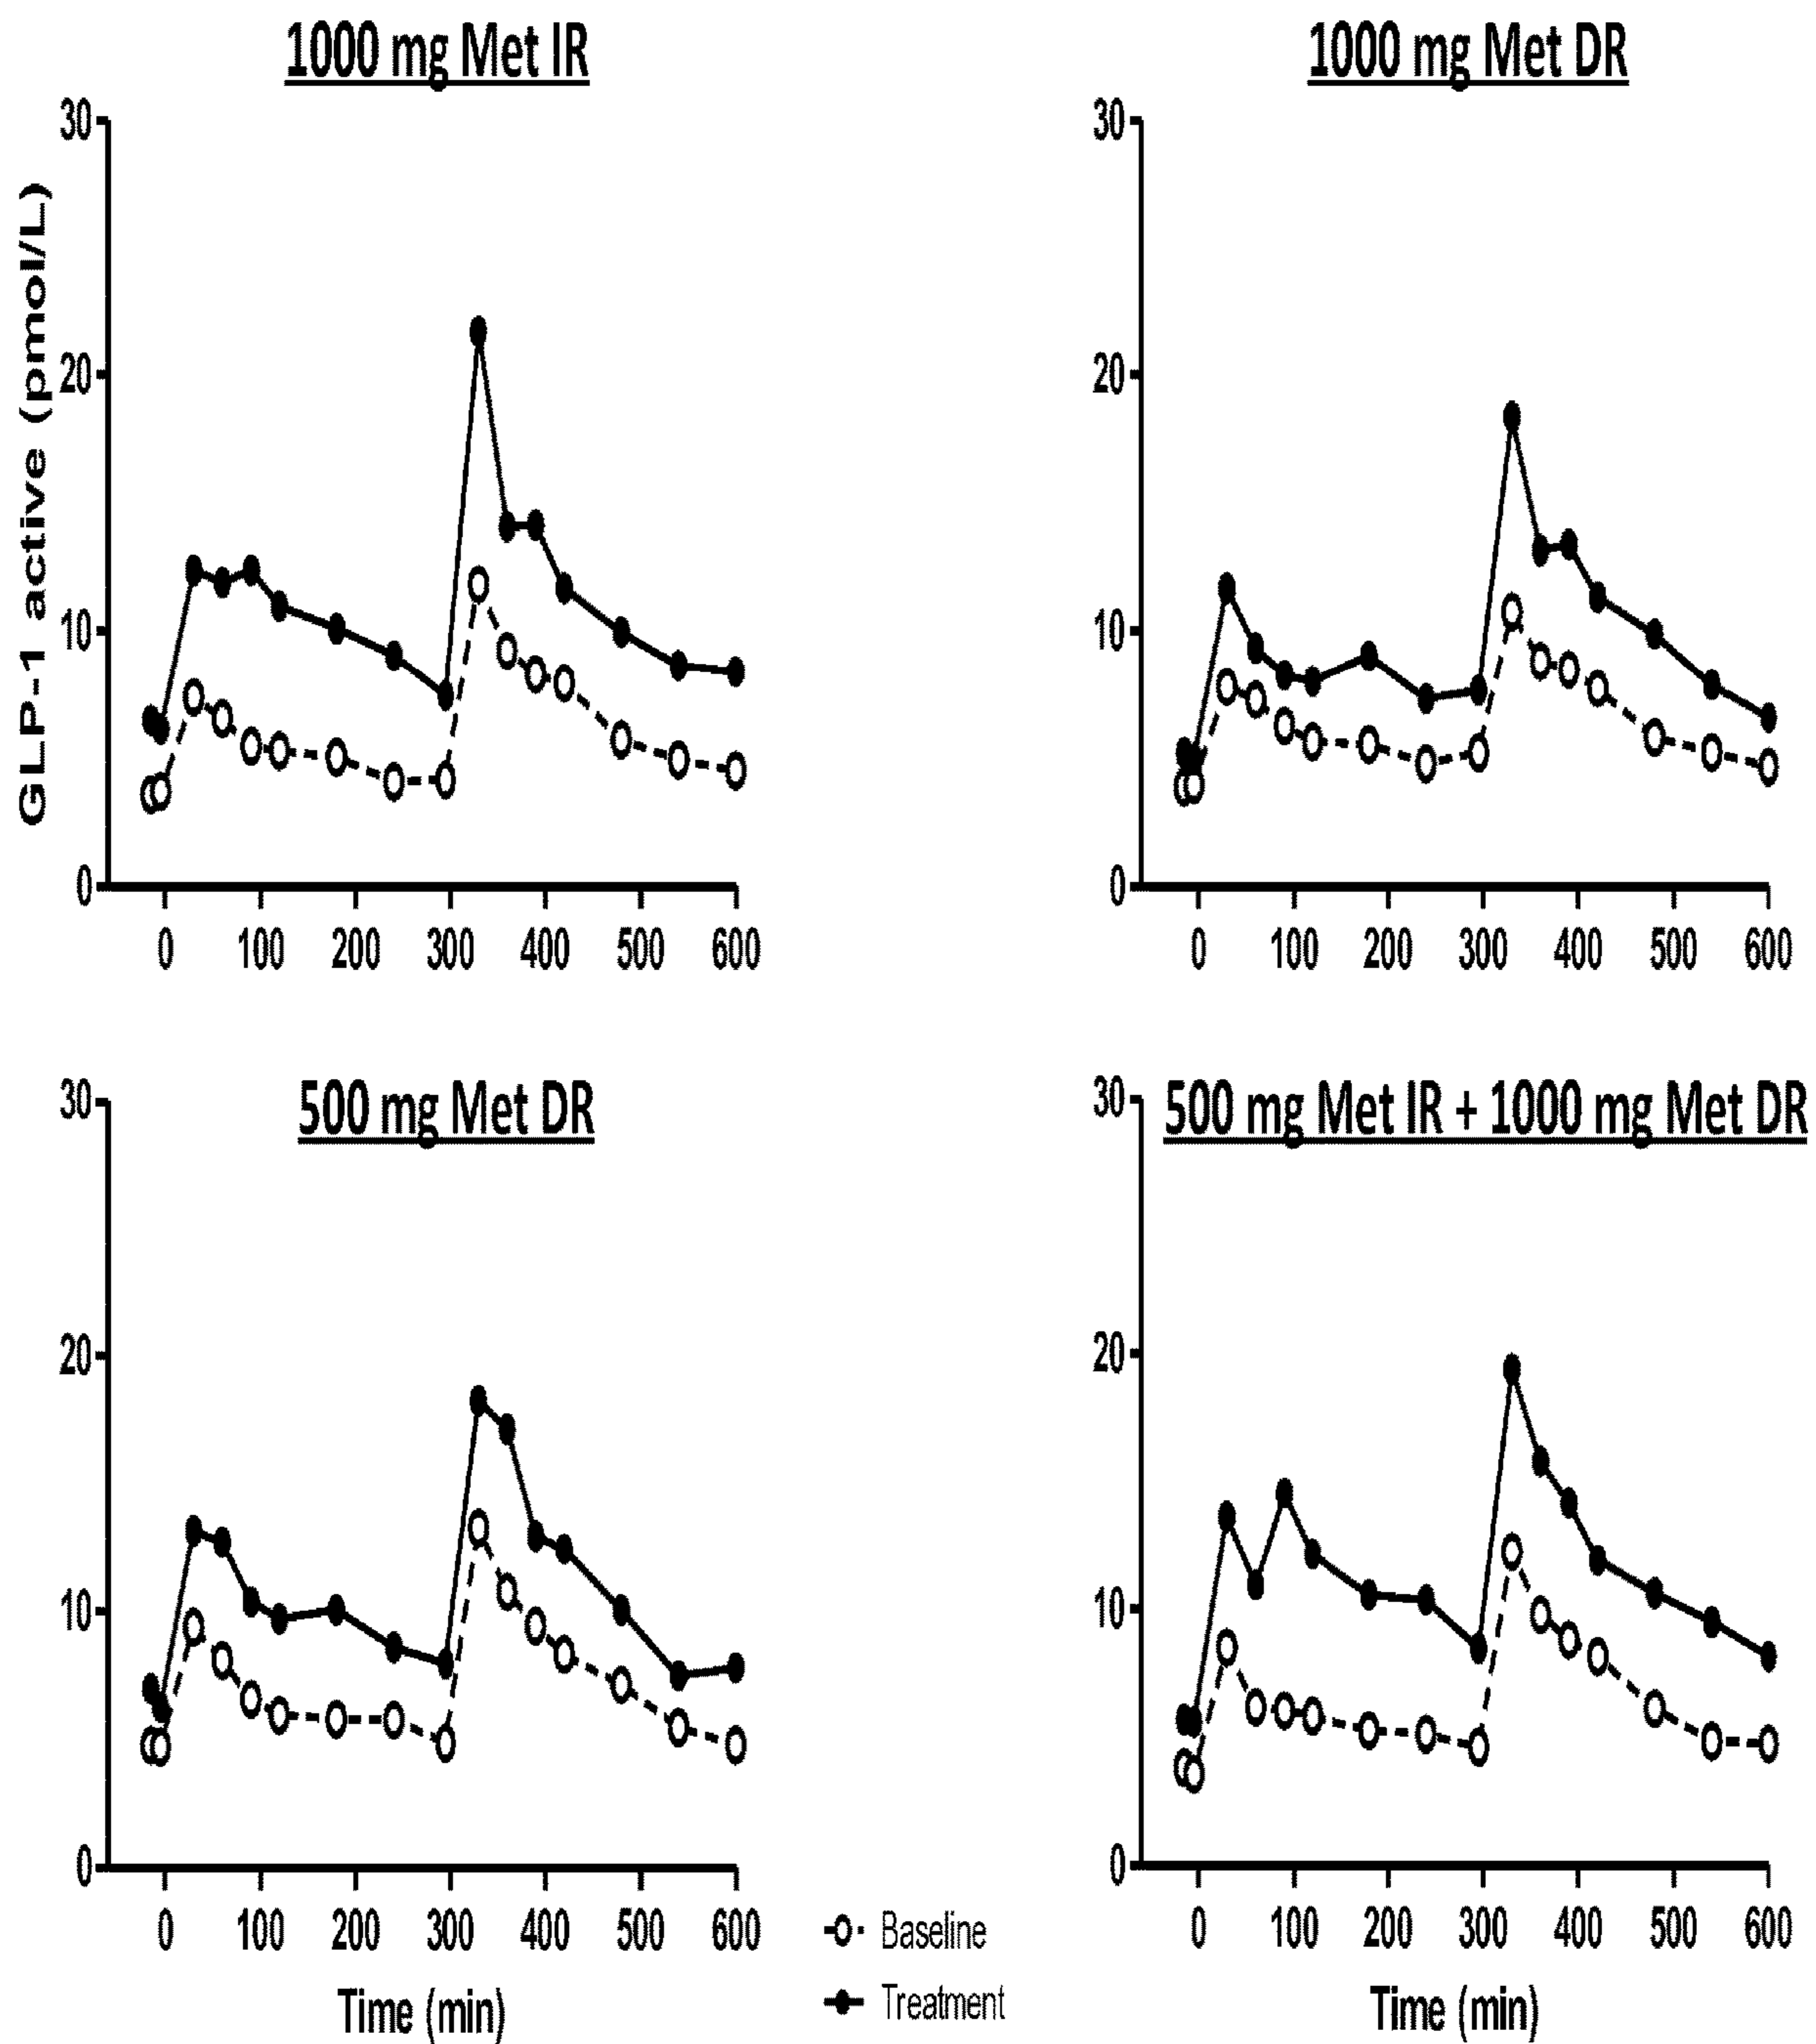 1000 mg Met IR
1000 mg Met DR
GLP-1 active (pmol/L)
30
20
10
0
0 100 200 300 400 500 600
30
20
10
0
0 100 200 300 400 500 600
500 mg Met DR
500 mg Met IR + 1000 mg Met DR
30
20
10
0
0 100 200 300 400 500 600
Time (min)
Baseline
Treatment
30
20
10
0
0 100 200 300 400 500 600
Time (min)